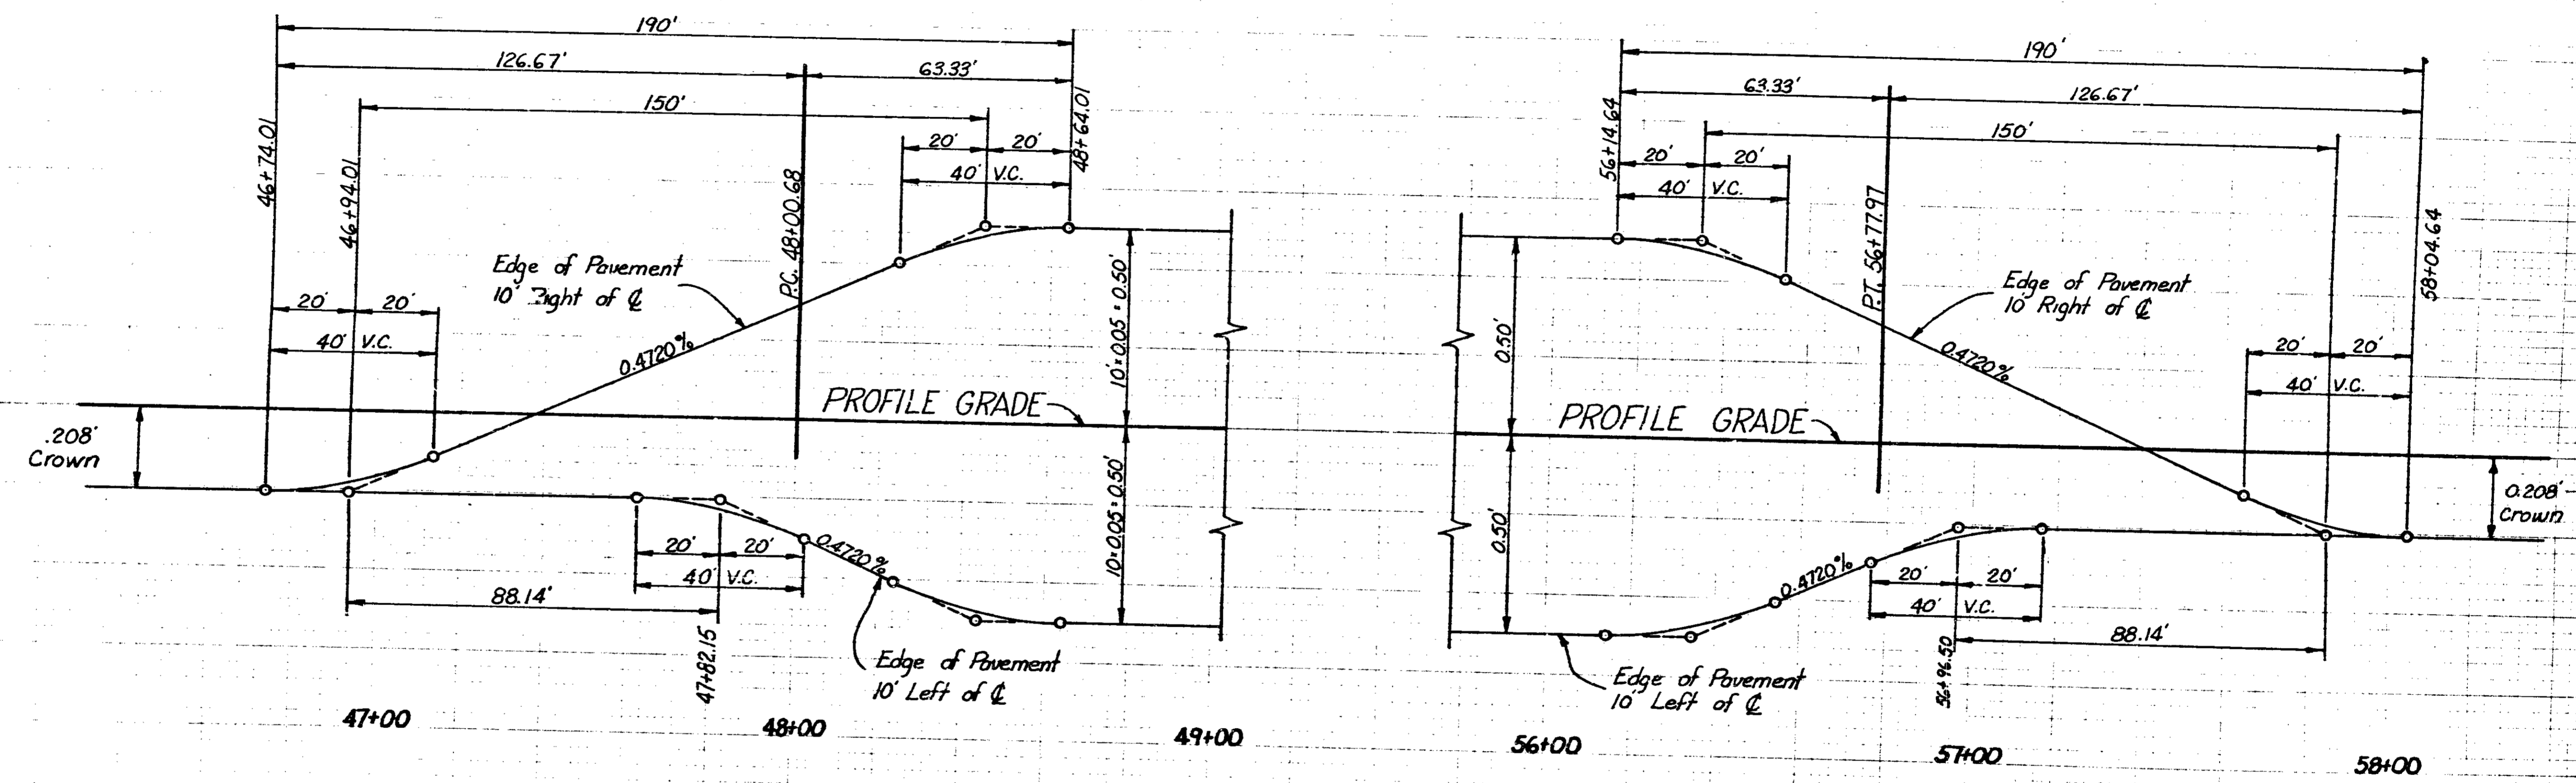 190'
126.67'
63.33'
150'
20'
20'
40' V.C.
46+74.01
46+94.01
P.C. 48+00.68
48+64.01
Edge of Pavement
10' Right of ℄
20'
20'
40' V.C.
0.4720%
10'×0.05 = 0.50'
PROFILE GRADE
.208'
Crown
10×0.05=0.50'
0.4720%
20'
20'
40' V.C.
88.14'
47+82.15
Edge of Pavement
10' Left of ℄
47+00
48+00
49+00
190'
63.33'
126.67'
150'
20'
20'
40' V.C.
56+14.64
P.T. 56+77.97
58+04.64
Edge of Pavement
10' Right of ℄
0.50'
0.4720%
20'
20'
40' V.C.
PROFILE GRADE
0.208'
Crown
0.50'
0.4720%
20'
20'
40' V.C.
88.14'
56+96.50
Edge of Pavement
10' Left of ℄
56+00
57+00
58+00